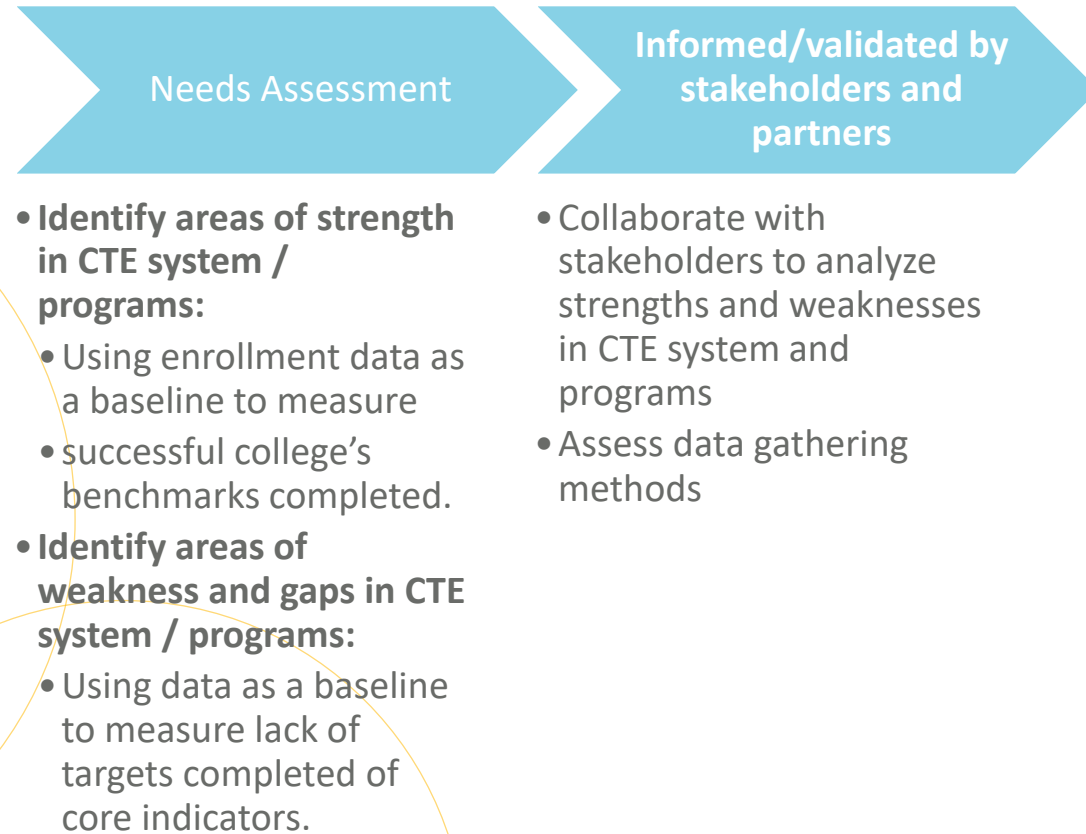 Needs Assessment
Informed/validated by
stakeholders and
partners
• Identify areas of strength
in CTE system /
programs:
• Using enrollment data as
a baseline to measure
• successful college’s
benchmarks completed.
• Identify areas of
weakness and gaps in CTE
system / programs:
• Using data as a baseline
to measure lack of
targets completed of
core indicators.
• Collaborate with
stakeholders to analyze
strengths and weaknesses
in CTE system and
programs
• Assess data gathering
methods